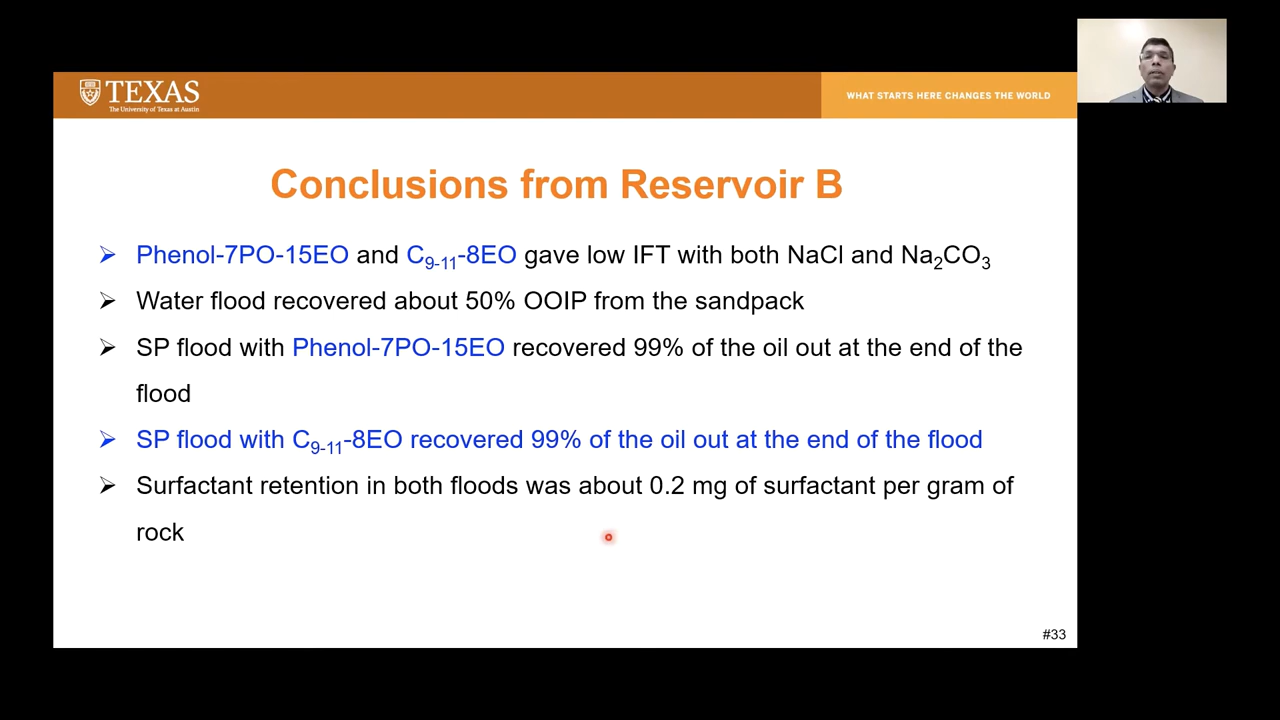 TEXAS
The University of Texas at Austin
WHAT STARTS HERE CHANGES THE WORLD
Conclusions from Reservoir B
➢ Phenol-7PO-15EO and C₉₋₁₁-8EO gave low IFT with both NaCl and Na₂CO₃
➢ Water flood recovered about 50% OOIP from the sandpack
➢ SP flood with Phenol-7PO-15EO recovered 99% of the oil out at the end of the
flood
➢ SP flood with C₉₋₁₁-8EO recovered 99% of the oil out at the end of the flood
➢ Surfactant retention in both floods was about 0.2 mg of surfactant per gram of
rock
#33